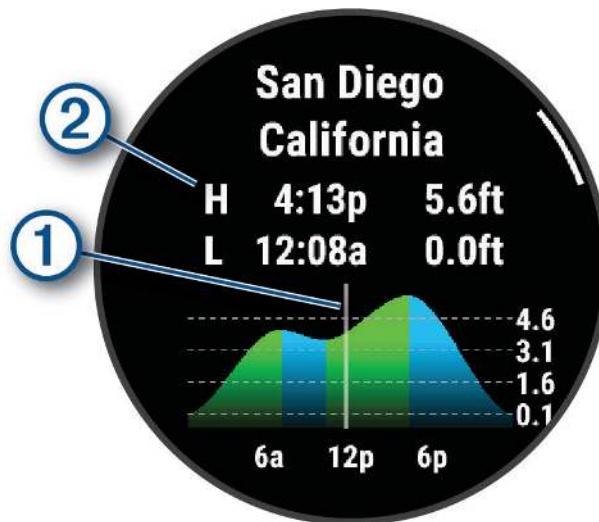 San Diego
California
2
H 4:13p 5.6ft
L 12:08a 0.0ft
1
4.6
3.1
1.6
0.1
6a 12p 6p